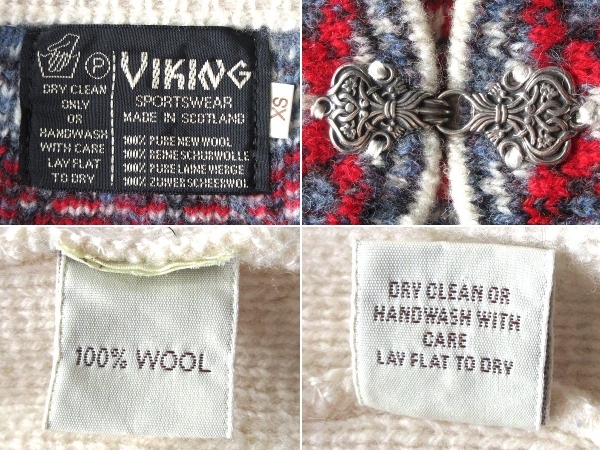 P
DRY CLEAN
ONLY
OR
HANDWASH
WITH CARE
LAY FLAT
TO DRY
VIKING
SPORTSWEAR
MADE IN SCOTLAND
100% PURE NEW WOOL
100% REINE SCHURWOLLE
100% PURE LAINE VIERGE
100% ZUIVER SCHEERWOL
XS
100% WOOL
DRY CLEAN OR
HANDWASH WITH
CARE
LAY FLAT TO DRY